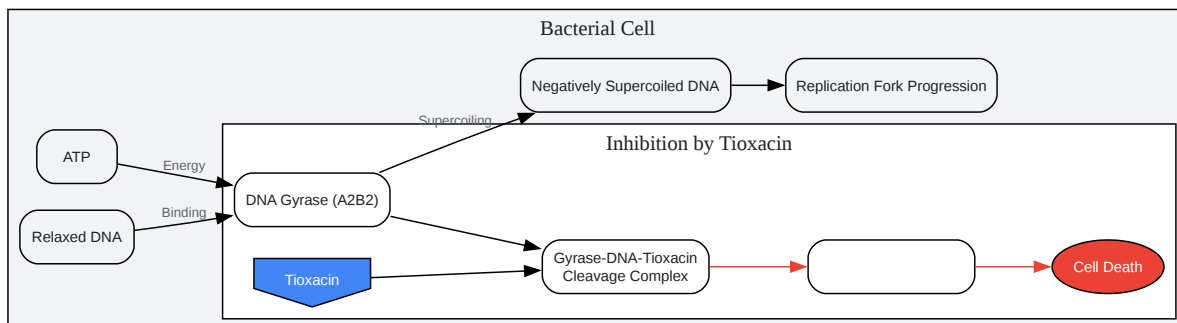 Bacterial Cell
Negatively Supercoiled DNA
Replication Fork Progression
Supercoiling
Inhibition by Tioxacin
ATP
Energy
DNA Gyrase (A2B2)
Binding
Relaxed DNA
Gyrase-DNA-Tioxacin
Cleavage Complex
Tioxacin
Cell Death